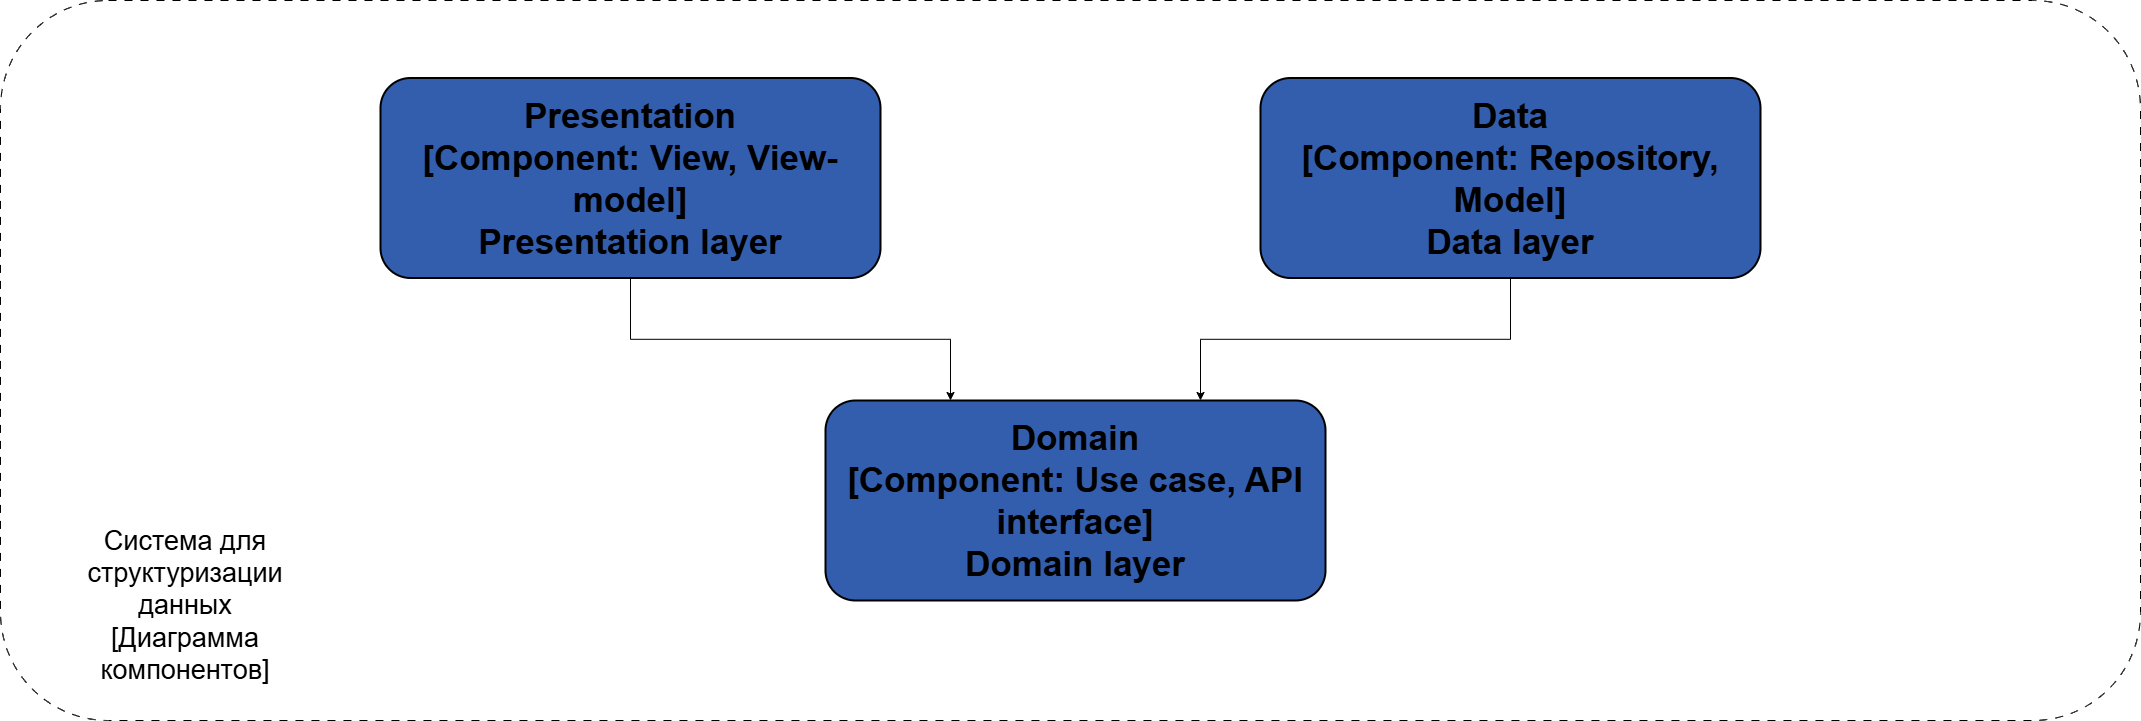 Presentation
[Component: View, View-
model]
Presentation layer
Data
[Component: Repository,
Model]
Data layer
Domain
[Component: Use case, API
interface]
Domain layer
Система для
структуризации
данных
[Диаграмма
компонентов]